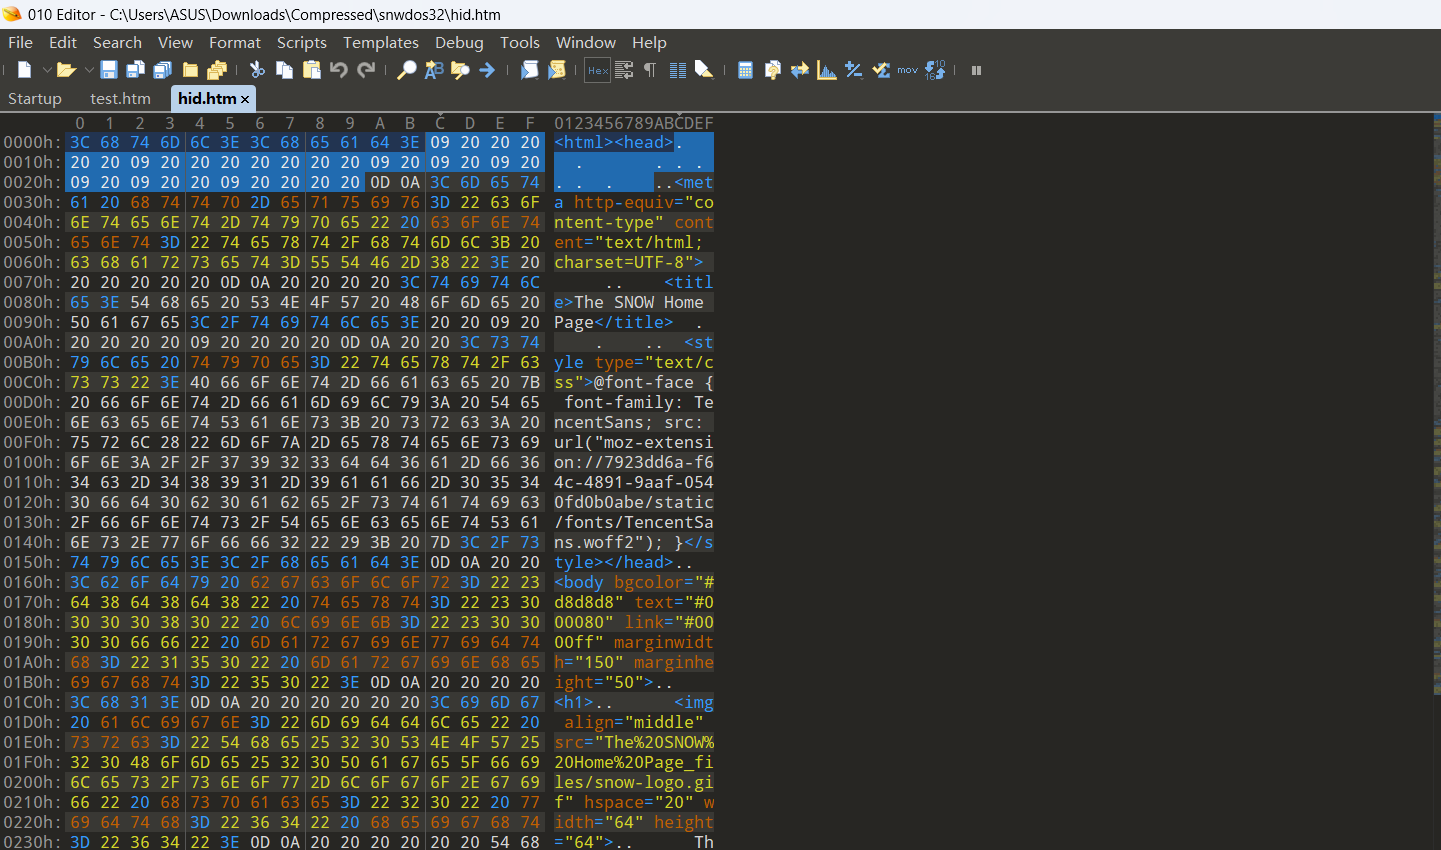 010 Editor - C:\Users\ASUS\Downloads\Compressed\snwdos32\hid.htm
File Edit Search View Format Scripts Templates Debug Tools Window Help
Hex mov 10 16
Startup test.htm hid.htm ×
0 1 2 3 4 5 6 7 8 9 A B C D E F 0123456789ABCDEF
0000h: 3C 68 74 6D 6C 3E 3C 68 65 61 64 3E 09 20 20 20 <html><head>.
0010h: 20 20 09 20 20 20 20 20 20 20 09 20 09 20 09 20 . . . .
0020h: 09 20 09 20 20 09 20 20 20 20 0D 0A 3C 6D 65 74 . . . ..<met
0030h: 61 20 68 74 74 70 2D 65 71 75 69 76 3D 22 63 6F a http-equiv="co
0040h: 6E 74 65 6E 74 2D 74 79 70 65 22 20 63 6F 6E 74 ntent-type" cont
0050h: 65 6E 74 3D 22 74 65 78 74 2F 68 74 6D 6C 3B 20 ent="text/html;
0060h: 63 68 61 72 73 65 74 3D 55 54 46 2D 38 22 3E 20 charset=UTF-8">
0070h: 20 20 20 20 20 0D 0A 20 20 20 20 3C 74 69 74 6C .. <titl
0080h: 65 3E 54 68 65 20 53 4E 4F 57 20 48 6F 6D 65 20 e>The SNOW Home
0090h: 50 61 67 65 3C 2F 74 69 74 6C 65 3E 20 20 09 20 Page</title> .
00A0h: 20 20 20 20 09 20 20 20 20 0D 0A 20 20 3C 73 74 . .. <st
00B0h: 79 6C 65 20 74 79 70 65 3D 22 74 65 78 74 2F 63 yle type="text/c
00C0h: 73 73 22 3E 40 66 6F 6E 74 2D 66 61 63 65 20 7B ss">@font-face {
00D0h: 20 66 6F 6E 74 2D 66 61 6D 69 6C 79 3A 20 54 65 font-family: Te
00E0h: 6E 63 65 6E 74 53 61 6E 73 3B 20 73 72 63 3A 20 ncentSans; src:
00F0h: 75 72 6C 28 22 6D 6F 7A 2D 65 78 74 65 6E 73 69 url("moz-extensi
0100h: 6F 6E 3A 2F 2F 37 39 32 33 64 64 36 61 2D 66 36 on://7923dd6a-f6
0110h: 34 63 2D 34 38 39 31 2D 39 61 61 66 2D 30 35 34 4c-4891-9aaf-054
0120h: 30 66 64 30 62 30 61 62 65 2F 73 74 61 74 69 63 0fd0b0abe/static
0130h: 2F 66 6F 6E 74 73 2F 54 65 6E 63 65 6E 74 53 61 /fonts/TencentSa
0140h: 6E 73 2E 77 6F 66 66 32 22 29 3B 20 7D 3C 2F 73 ns.woff2"); }</s
0150h: 74 79 6C 65 3E 3C 2F 68 65 61 64 3E 0D 0A 20 20 tyle></head>..
0160h: 3C 62 6F 64 79 20 62 67 63 6F 6C 6F 72 3D 22 23 <body bgcolor="#
0170h: 64 38 64 38 64 38 22 20 74 65 78 74 3D 22 23 30 d8d8d8" text="#0
0180h: 30 30 30 38 30 22 20 6C 69 6E 6B 3D 22 23 30 30 00080" link="#00
0190h: 30 30 66 66 22 20 6D 61 72 67 69 6E 77 69 64 74 00ff" marginwidt
01A0h: 68 3D 22 31 35 30 22 20 6D 61 72 67 69 6E 68 65 h="150" marginhe
01B0h: 69 67 68 74 3D 22 35 30 22 3E 0D 0A 20 20 20 20 ight="50">..
01C0h: 3C 68 31 3E 0D 0A 20 20 20 20 20 20 3C 69 6D 67 <h1>.. <img
01D0h: 20 61 6C 69 67 6E 3D 22 6D 69 64 64 6C 65 22 20 align="middle"
01E0h: 73 72 63 3D 22 54 68 65 25 32 30 53 4E 4F 57 25 src="The%20SNOW%
01F0h: 32 30 48 6F 6D 65 25 32 30 50 61 67 65 5F 66 69 20Home%20Page_fi
0200h: 6C 65 73 2F 73 6E 6F 77 2D 6C 6F 67 6F 2E 67 69 les/snow-logo.gi
0210h: 66 22 20 68 73 70 61 63 65 3D 22 32 30 22 20 77 f" hspace="20" w
0220h: 69 64 74 68 3D 22 36 34 22 20 68 65 69 67 68 74 idth="64" height
0230h: 3D 22 36 34 22 3E 0D 0A 20 20 20 20 20 20 54 68 ="64">.. Th